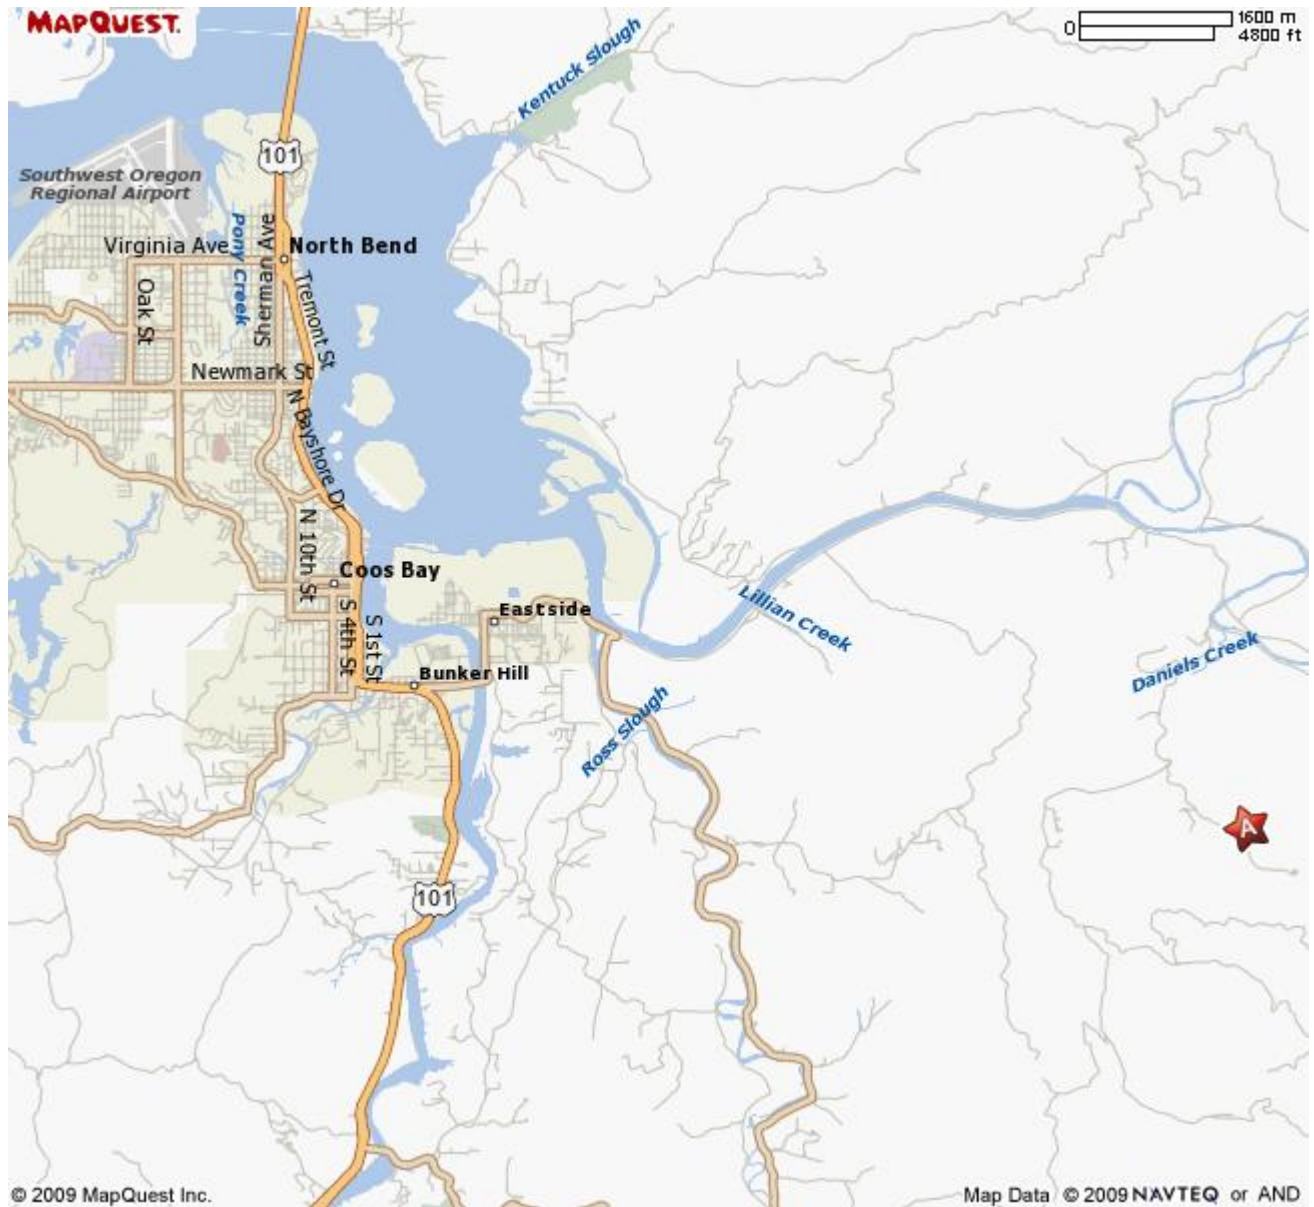 MAPQUEST.
0
1600 m
4800 ft
Kentuck Slough
101
Southwest Oregon
Regional Airport
Pony Creek
Sherman Ave
Virginia Ave
North Bend
Oak St
Tremont St
Newmark St
N Bayshore Dr
N 10th St
Coos Bay
Lillian Creek
Eastside
S 4th St
S 1st St
Daniels Creek
Bunker Hill
Ross Slough
A
101
© 2009 MapQuest Inc.
Map Data © 2009 NAVTEQ or AND